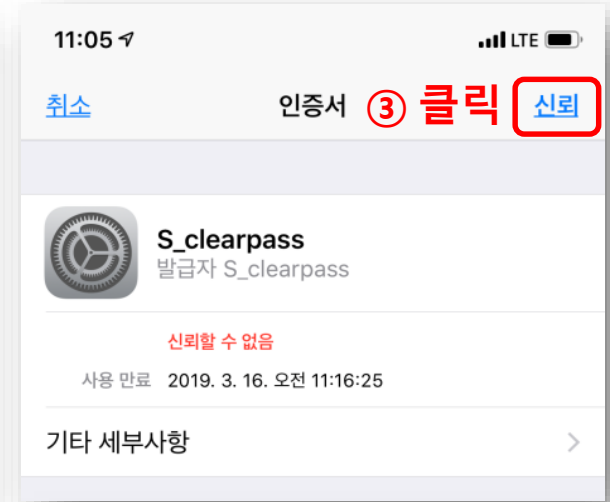 11:05 LTE
취소 인증서 ③ 클릭 신뢰
S_clearpass
발급자 S_clearpass
신뢰할 수 없음
사용 만료 2019. 3. 16. 오전 11:16:25
기타 세부사항